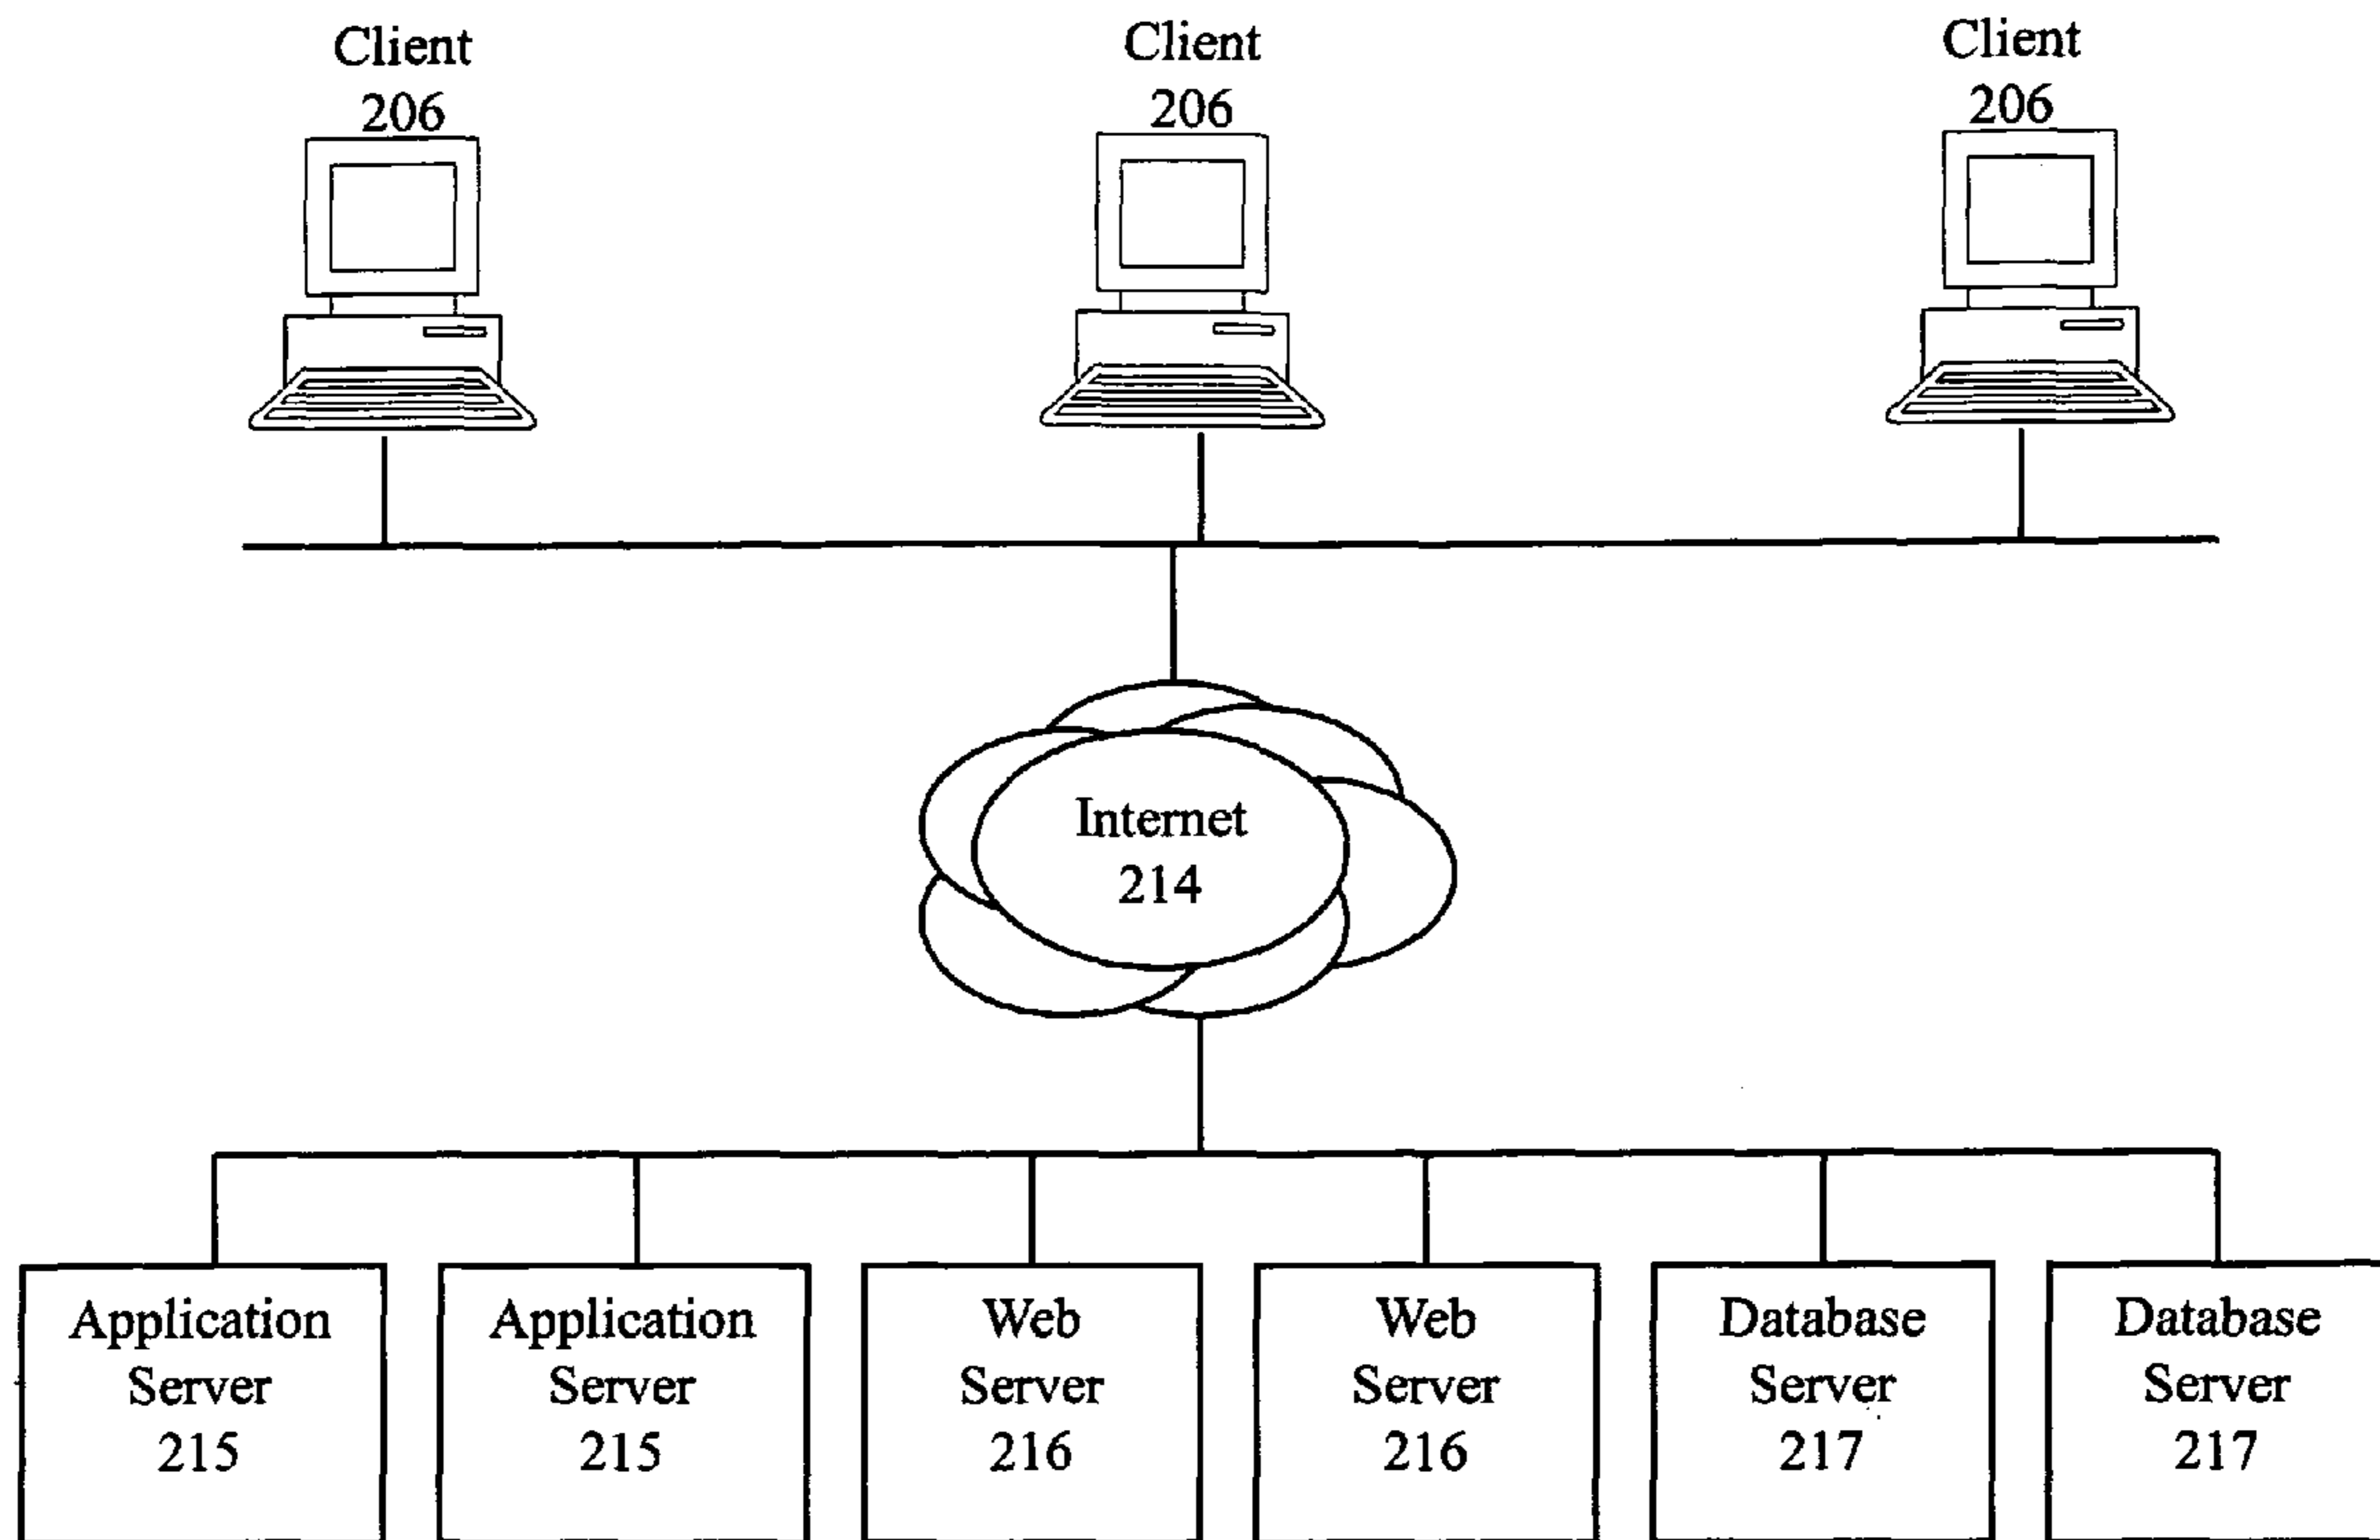 Client
206
Client
206
Client
206
Internet
214
Application
Server
215
Application
Server
215
Web
Server
216
Web
Server
216
Database
Server
217
Database
Server
217